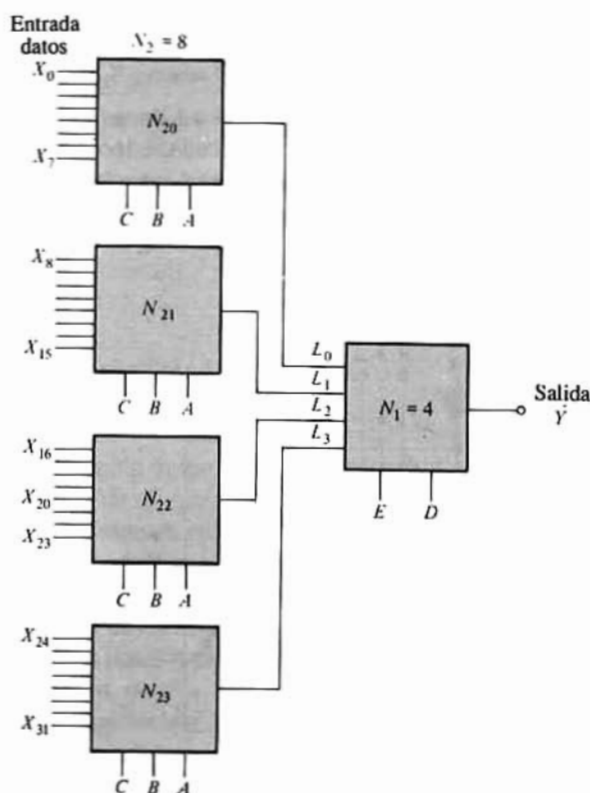 Entrada
datos
N₂ = 8
X₀
X₇
N₂₀
C B A
X₈
X₁₅
N₂₁
C B A
X₁₆
X₂₀
X₂₃
N₂₂
C B A
X₂₄
X₃₁
N₂₃
C B A
L₀
L₁
L₂
L₃
N₁ = 4
E D
Salida
Y